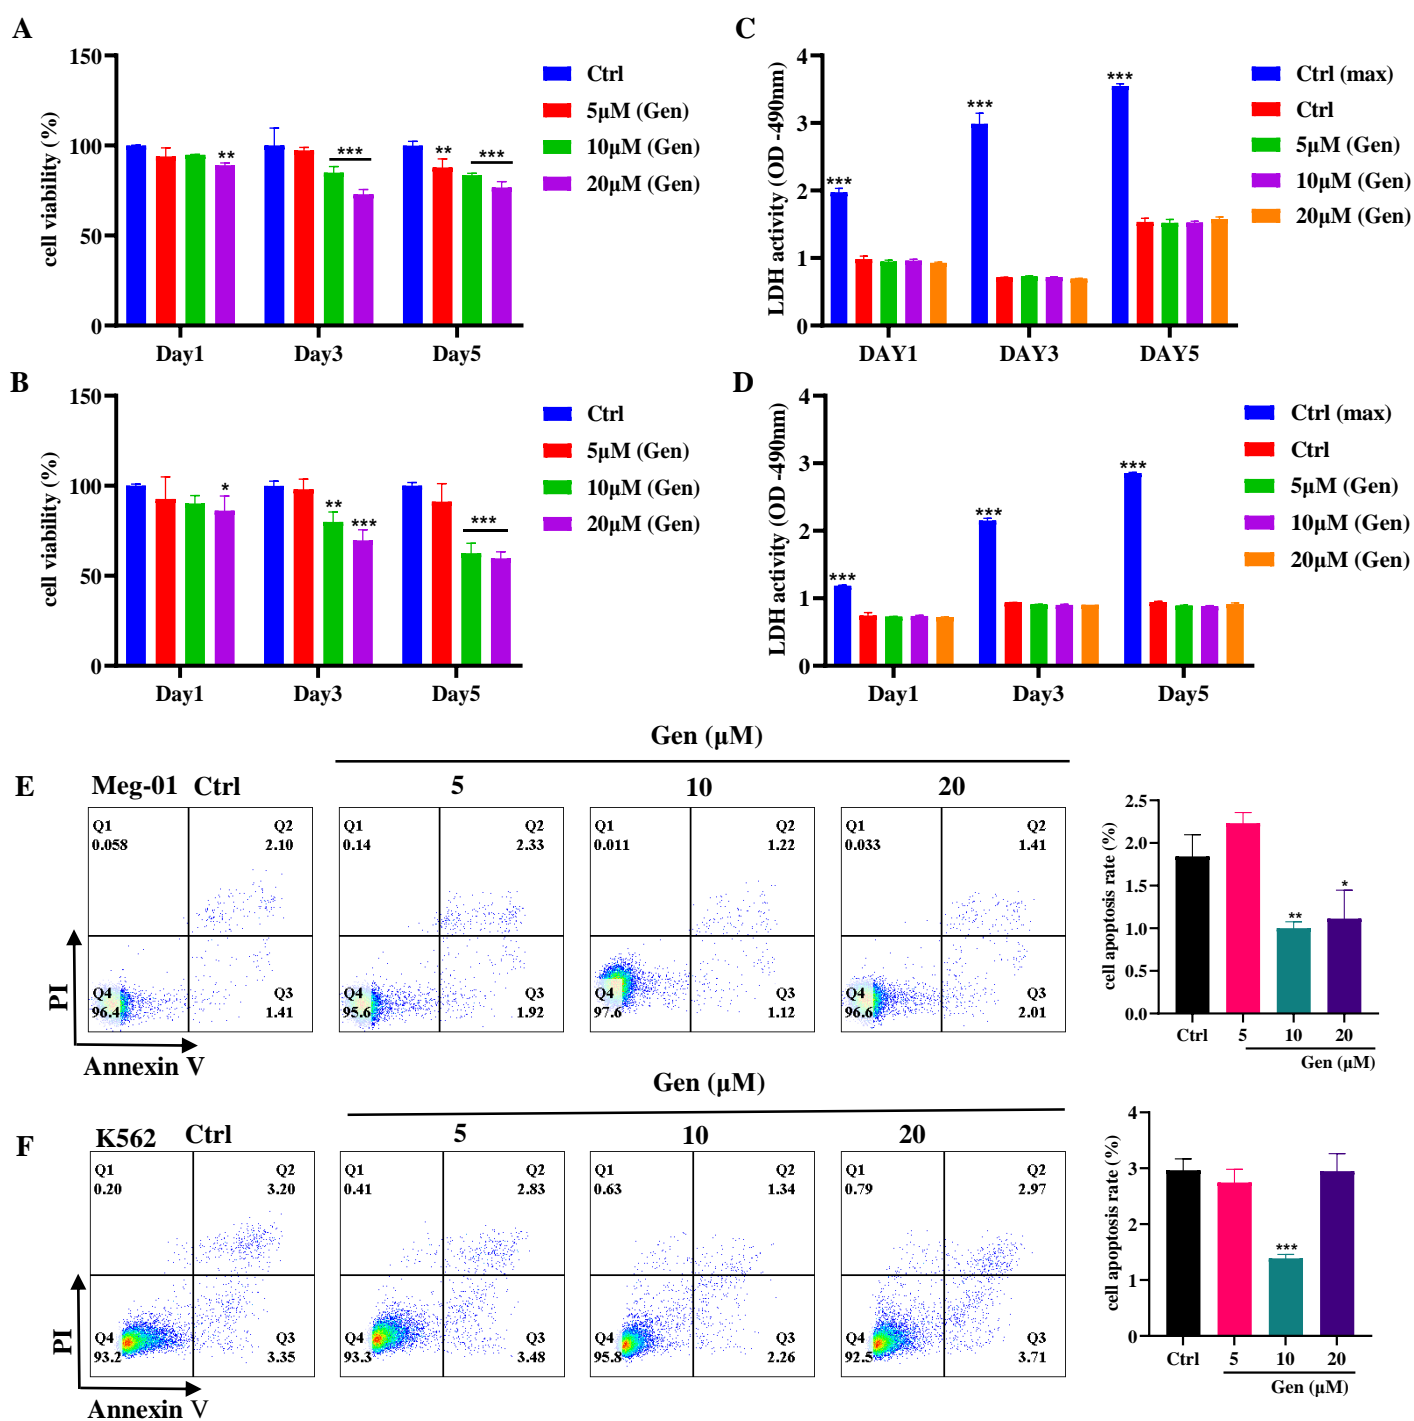 A
cell viability (%)
150
100
50
0
** *** ** ***
Day1 Day3 Day5
Ctrl
5μM (Gen)
10μM (Gen)
20μM (Gen)
C
LDH activity (OD -490nm)
4
3
2
1
0
*** *** ***
DAY1 DAY3 DAY5
Ctrl (max)
Ctrl
5μM (Gen)
10μM (Gen)
20μM (Gen)
B
cell viability (%)
150
100
50
0
* ** *** ***
Day1 Day3 Day5
Ctrl
5μM (Gen)
10μM (Gen)
20μM (Gen)
D
LDH activity (OD -490nm)
4
3
2
1
0
*** *** ***
Day1 Day3 Day5
Ctrl (max)
Ctrl
5μM (Gen)
10μM (Gen)
20μM (Gen)
Gen (μM)
E Meg-01 Ctrl 5 10 20
Q1 Q2 Q1 Q2 Q1 Q2 Q1 Q2
0.058 2.10 0.14 2.33 0.011 1.22 0.033 1.41
Q4 Q3 Q4 Q3 Q4 Q3 Q4 Q3
96.4 1.41 95.6 1.92 97.6 1.12 96.6 2.01
PI
Annexin V
cell apoptosis rate (%)
2.5
2.0
1.5
1.0
0.5
0.0
** *
Ctrl 5 10 20
Gen (μM)
Gen (μM)
F K562 Ctrl 5 10 20
Q1 Q2 Q1 Q2 Q1 Q2 Q1 Q2
0.20 3.20 0.41 2.83 0.63 1.34 0.79 2.97
Q4 Q3 Q4 Q3 Q4 Q3 Q4 Q3
93.2 3.35 93.3 3.48 95.8 2.26 92.5 3.71
PI
Annexin V
cell apoptosis rate (%)
4
3
2
1
0
***
Ctrl 5 10 20
Gen (μM)